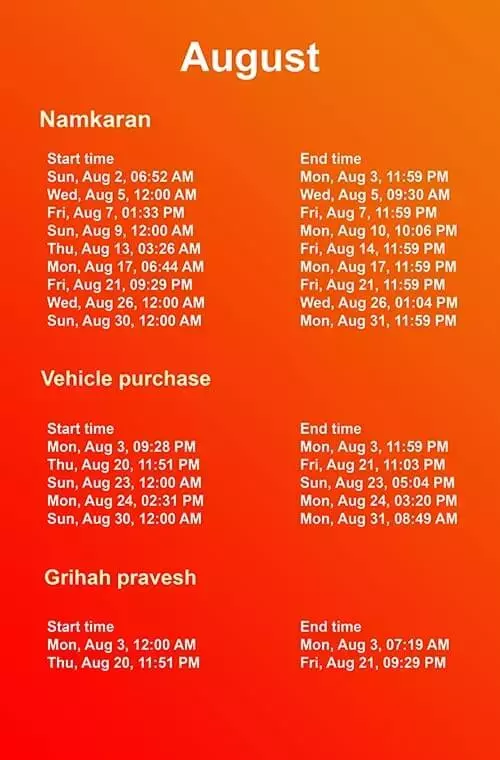 August
Namkaran
Start time End time
Sun, Aug 2, 06:52 AM Mon, Aug 3, 11:59 PM
Wed, Aug 5, 12:00 AM Wed, Aug 5, 09:30 AM
Fri, Aug 7, 01:33 PM Fri, Aug 7, 11:59 PM
Sun, Aug 9, 12:00 AM Mon, Aug 10, 10:06 PM
Thu, Aug 13, 03:26 AM Fri, Aug 14, 11:59 PM
Mon, Aug 17, 06:44 AM Mon, Aug 17, 11:59 PM
Fri, Aug 21, 09:29 PM Fri, Aug 21, 11:59 PM
Wed, Aug 26, 12:00 AM Wed, Aug 26, 01:04 PM
Sun, Aug 30, 12:00 AM Mon, Aug 31, 11:59 PM
Vehicle purchase
Start time End time
Mon, Aug 3, 09:28 PM Mon, Aug 3, 11:59 PM
Thu, Aug 20, 11:51 PM Fri, Aug 21, 11:03 PM
Sun, Aug 23, 12:00 AM Sun, Aug 23, 05:04 PM
Mon, Aug 24, 02:31 PM Mon, Aug 24, 03:20 PM
Sun, Aug 30, 12:00 AM Mon, Aug 31, 08:49 AM
Grihah pravesh
Start time End time
Mon, Aug 3, 12:00 AM Mon, Aug 3, 07:19 AM
Thu, Aug 20, 11:51 PM Fri, Aug 21, 09:29 PM